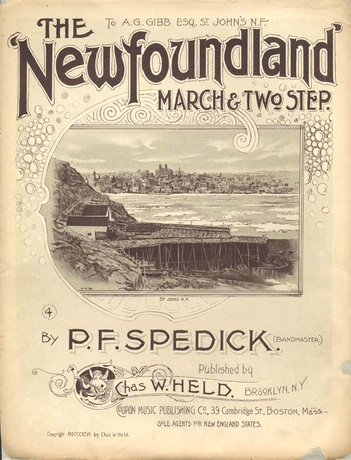 To A.G. GIBB ESQ, ST JOHN'S N.F.
THE
'NEWFOUNDLAND'
MARCH & TWO STEP.
ST JOHNS N.F.
4
BY P.F. SPEDICK. (BANDMASTER)
Published by
CHAS W. HELD. BROOKLYN, N.Y
COUPON MUSIC PUBLISHING CO, 39 Cambridge St, BOSTON, Mass.
SOLE AGENTS FOR NEW ENGLAND STATES.
Copyright MDCCCXCVI by Chas W. Held.